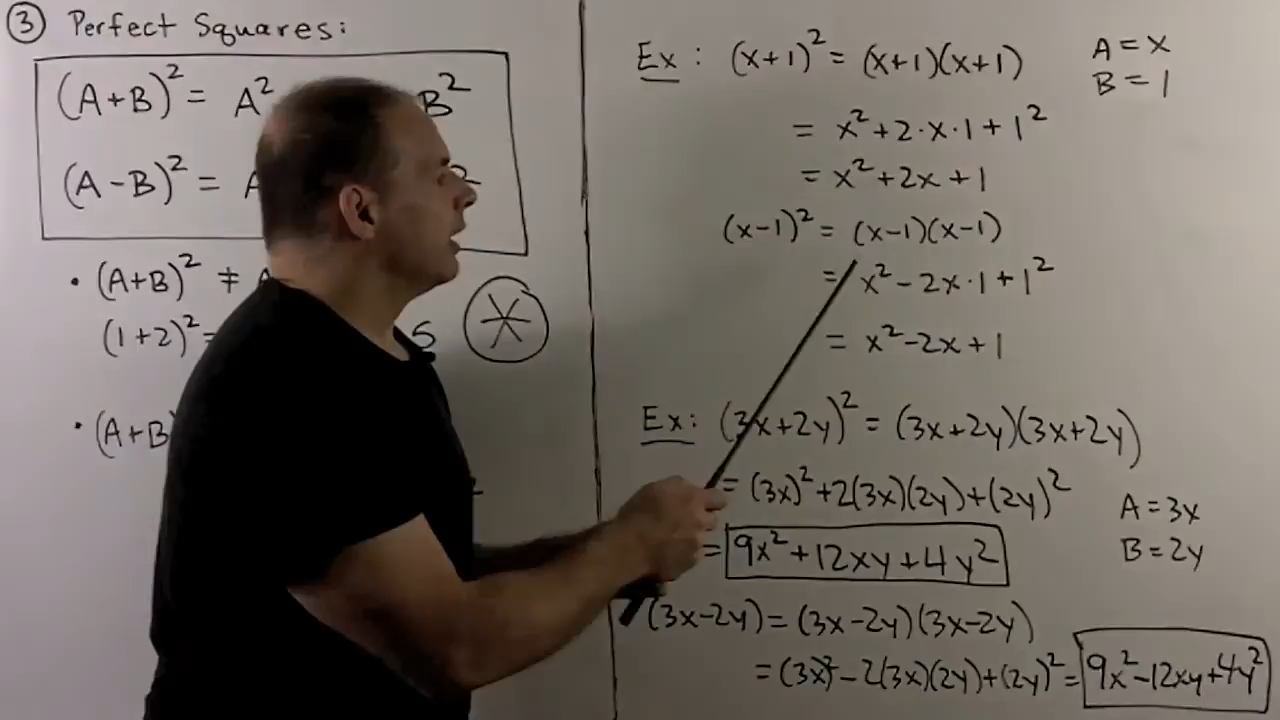 ③ Perfect Squares:
(A+B)² = A² B²
(A-B)² =
• (A+B)² ≠
(1+2)² = 5
• (A+B)
Ex: (x+1)² = (x+1)(x+1)
A = x
B = 1
= x² + 2·x·1 + 1²
= x² + 2x + 1
(x-1)² = (x-1)(x-1)
= x² - 2x·1 + 1²
= x² - 2x + 1
Ex: (3x+2y)² = (3x+2y)(3x+2y)
= (3x)² + 2(3x)(2y) + (2y)²
A = 3x
B = 2y
= 9x² + 12xy + 4y²
(3x-2y) = (3x-2y)(3x-2y)
= (3x)² - 2(3x)(2y) + (2y)² = 9x² - 12xy + 4y²